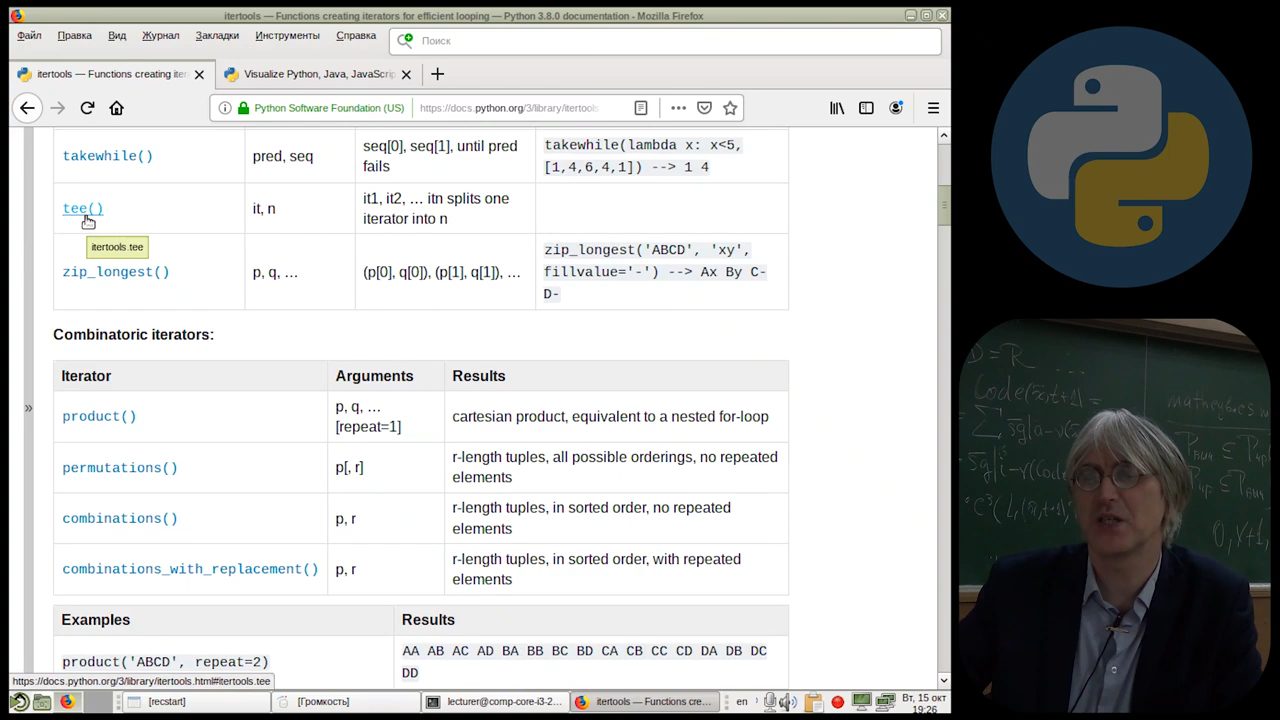 itertools — Functions creating iterators for efficient looping — Python 3.8.0 documentation - Mozilla Firefox
Файл Правка Вид Журнал Закладки Инструменты Справка Поиск
itertools — Functions creating iter Visualize Python, Java, JavaScrip
Python Software Foundation (US) https://docs.python.org/3/library/itertools
takewhile() pred, seq seq[0], seq[1], until pred fails takewhile(lambda x: x<5, [1,4,6,4,1]) --> 1 4
tee() it, n it1, it2, … itn splits one iterator into n
itertools.tee
zip_longest() p, q, … (p[0], q[0]), (p[1], q[1]), … zip_longest('ABCD', 'xy', fillvalue='-') --> Ax By C- D-
Combinatoric iterators:
Iterator Arguments Results
product() p, q, … [repeat=1] cartesian product, equivalent to a nested for-loop
permutations() p[, r] r-length tuples, all possible orderings, no repeated elements
combinations() p, r r-length tuples, in sorted order, no repeated elements
combinations_with_replacement() p, r r-length tuples, in sorted order, with repeated elements
Examples Results
product('ABCD', repeat=2) AA AB AC AD BA BB BC BD CA CB CC CD DA DB DC DD
https://docs.python.org/3/library/itertools.html#itertools.tee
[recstart] [Громкость] lecturer@comp-core-i3-2... itertools — Functions cre... en Вт, 15 окт
19:26
D = R ...
Code(x̄,t+1) =